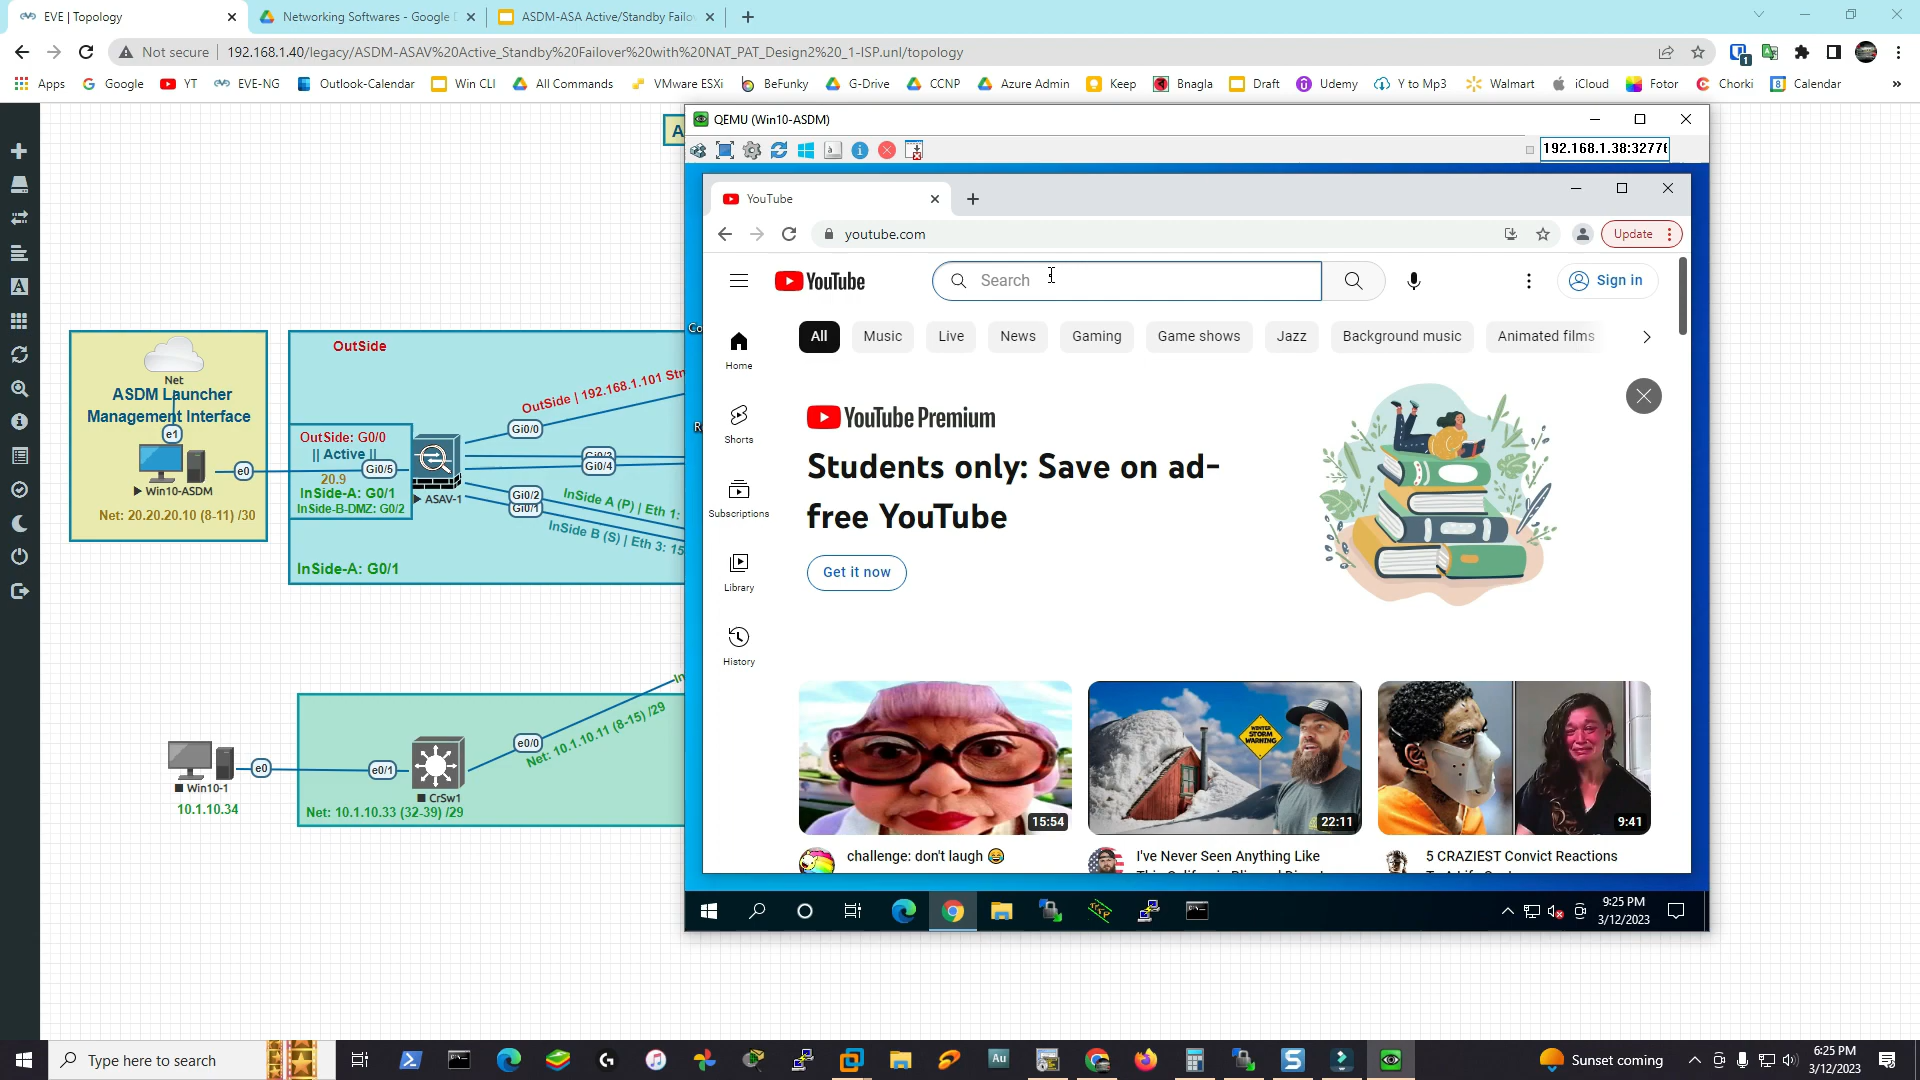 EVE | Topology
Networking Softwares - Google D
ASDM-ASA Active/Standby Failov
Not secure
192.168.1.40/legacy/ASDM-ASAV%20Active_Standby%20Failover%20with%20NAT_PAT_Design2%20_1-ISP.unl/topology
Apps
Google
YT
EVE-NG
Outlook-Calendar
Win CLI
All Commands
VMware ESXi
BeFunky
G-Drive
CCNP
Azure Admin
Keep
Bnagla
Draft
Udemy
Y to Mp3
Walmart
iCloud
Fotor
Chorki
Calendar
A
QEMU (Win10-ASDM)
192.168.1.38:3277
YouTube
youtube.com
Update
YouTube
Search
Sign in
All
Music
Live
News
Gaming
Game shows
Jazz
Background music
Animated films
Home
Shorts
Subscriptions
Library
History
YouTube Premium
Students only: Save on ad-
free YouTube
Get it now
WINTER
STORM
WARNING
15:54
22:11
9:41
challenge: don't laugh 😂
I've Never Seen Anything Like
5 CRAZIEST Convict Reactions
Net
ASDM Launcher
Management Interface
e1
e0
Win10-ASDM
Net: 20.20.20.10 (8-11) /30
OutSide
OutSide: G0/0
|| Active ||
20.9
Gi0/5
InSide-A: G0/1
InSide-B-DMZ: G0/2
InSide-A: G0/1
ASAV-1
OutSide | 192.168.1.101 Str
Gi0/0
Gi0/3
Gi0/4
Gi0/2
Gi0/1
InSide A (P) | Eth 1:
InSide B (S) | Eth 3: 15
Co
In
Win10-1
10.1.10.34
e0
e0/1
CrSw1
e0/0
Net: 10.1.10.11 (8-15) /29
Net: 10.1.10.33 (32-39) /29
9:25 PM
3/12/2023
Type here to search
Au
Sunset coming
6:25 PM
3/12/2023